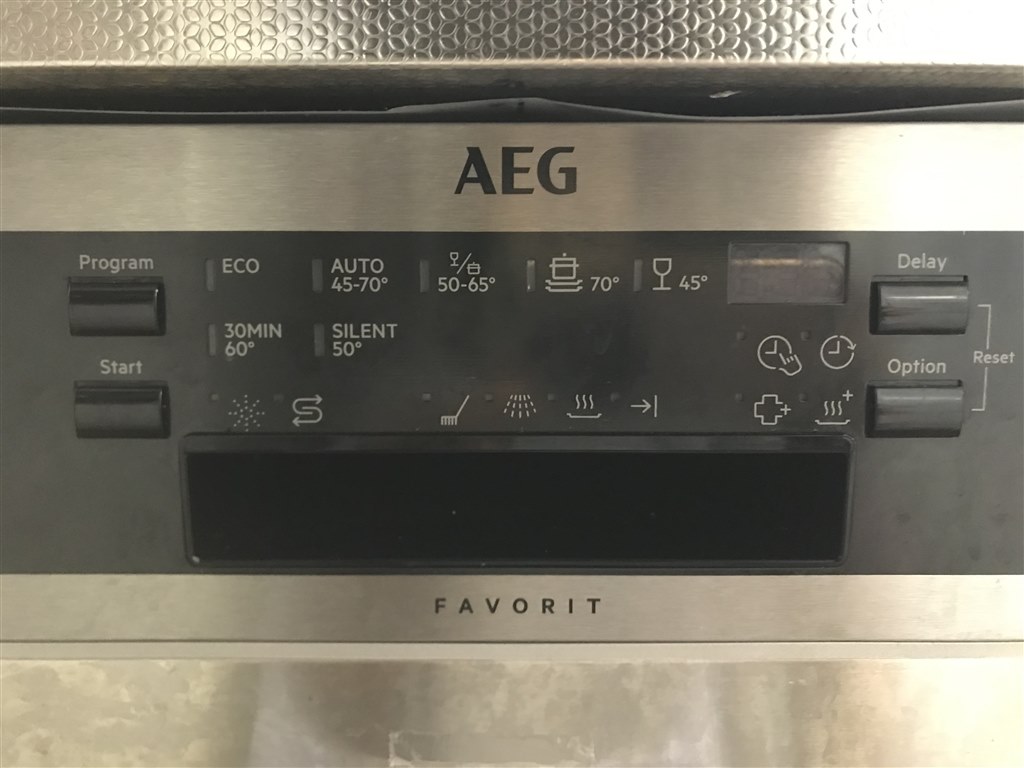 AEG
Program
ECO
AUTO
45-70°
50-65°
70°
45°
Delay
30MIN
60°
SILENT
50°
Start
Option
Reset
FAVORIT